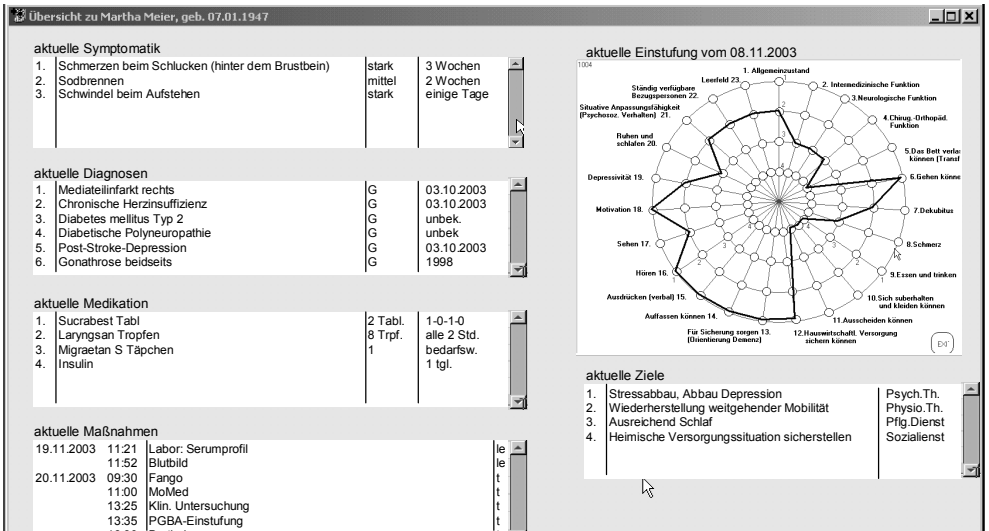 Übersicht zu Martha Meier, geb. 07.01.1947
aktuelle Symptomatik
1. Schmerzen beim Schlucken (hinter dem Brustbein) stark 3 Wochen
2. Sodbrennen mittel 2 Wochen
3. Schwindel beim Aufstehen stark einige Tage
aktuelle Diagnosen
1. Mediateilinfarkt rechts G 03.10.2003
2. Chronische Herzinsuffizienz G 03.10.2003
3. Diabetes mellitus Typ 2 G unbek.
4. Diabetische Polyneuropathie G unbek
5. Post-Stroke-Depression G 03.10.2003
6. Gonathrose beidseits G 1998
aktuelle Medikation
1. Sucrabest Tabl 2 Tabl. 1-0-1-0
2. Laryngsan Tropfen 8 Trpf. alle 2 Std.
3. Migraetan S Täpchen 1 bedarfsw.
4. Insulin 1 tgl.
aktuelle Maßnahmen
19.11.2003 11:21 Labor: Serumprofil le
11:52 Blutbild le
20.11.2003 09:30 Fango t
11:00 MoMed t
13:25 Klin. Untersuchung t
13:35 PGBA-Einstufung t
aktuelle Einstufung vom 08.11.2003
1004
1. Allgemeinzustand
2. Intermedizinische Funktion
3.Neurologische Funktion
4.Chirug.-Orthopäd.
Funktion
5.Das Bett verla
können (Transf
6.Gehen könne
7.Dekubitus
8.Schmerz
9.Essen und trinken
10.Sich suberhalten
und kleiden können
11.Ausscheiden können
12.Hauswirtschaftl. Versorgung
sichern können
Für Sicherung sorgen 13.
(Orientierung Demenz)
Auffassen können 14.
Ausdrücken (verbal) 15.
Hören 16.
Sehen 17.
Motivation 18.
Depressivität 19.
Ruhen und
schlafen 20.
Situative Anpassungsfähigkeit
(Psychosoz. Verhalten) 21.
Ständig verfügbare
Bezugspersonen 22.
Leerfeld 23.
1
2
3
4
EXIT
aktuelle Ziele
1. Stressabbau, Abbau Depression Psych.Th.
2. Wiederherstellung weitgehender Mobilität Physio.Th.
3. Ausreichend Schlaf Pflg.Dienst
4. Heimische Versorgungssituation sicherstellen Sozialienst